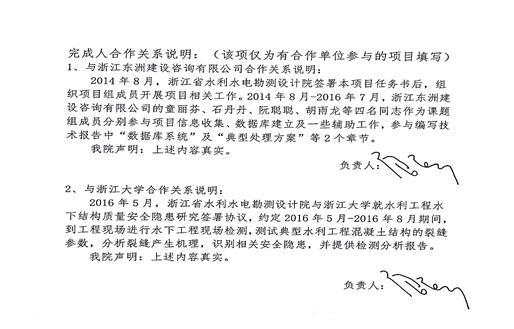 完成人合作关系说明：（该项仅为有合作单位参与的项目填写）
1、与浙江东洲建设咨询有限公司合作关系说明：
2014年8月，浙江省水利水电勘测设计院签署本项目任务书后，组
织项目组成员开展项目相关工作。2014年8月-2016年7月，浙江东洲建
设咨询有限公司的童丽芬、石丹丹、阮聪聪、胡雨龙等四名同志作为课题
组成员分别参与项目信息收集、数据库建立及一些辅助工作，参与编写技
术报告中“数据库系统”及“典型处理方案”等2个章节。
我院声明：上述内容真实。
负责人：
2、与浙江大学合作关系说明：
2016年5月，浙江省水利水电勘测设计院与浙江大学就水利工程水
下结构质量安全隐患研究签署协议，约定2016年5月-2016年8月期间，
到工程现场进行水下工程现场检测，测试典型水利工程混凝土结构的裂缝
参数，分析裂缝产生机理，识别相关安全隐患，并提供检测分析报告。
我院声明：上述内容真实。
负责人：